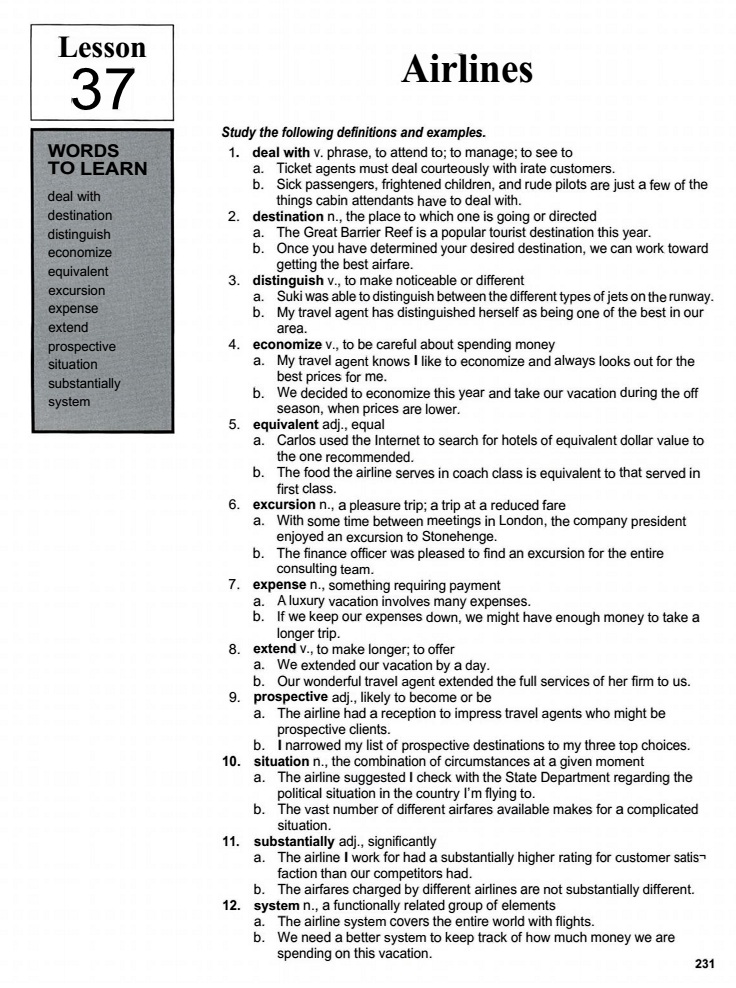 Lesson
37
Airlines
WORDS
TO LEARN
deal with
destination
distinguish
economize
equivalent
excursion
expense
extend
prospective
situation
substantially
system
Study the following definitions and examples.
1. deal with v. phrase, to attend to; to manage; to see to
a. Ticket agents must deal courteously with irate customers.
b. Sick passengers, frightened children, and rude pilots are just a few of the
things cabin attendants have to deal with.
2. destination n., the place to which one is going or directed
a. The Great Barrier Reef is a popular tourist destination this year.
b. Once you have determined your desired destination, we can work toward
getting the best airfare.
3. distinguish v., to make noticeable or different
a. Suki was able to distinguish between the different types of jets on the runway.
b. My travel agent has distinguished herself as being one of the best in our
area.
4. economize v., to be careful about spending money
a. My travel agent knows I like to economize and always looks out for the
best prices for me.
b. We decided to economize this year and take our vacation during the off
season, when prices are lower.
5. equivalent adj., equal
a. Carlos used the Internet to search for hotels of equivalent dollar value to
the one recommended.
b. The food the airline serves in coach class is equivalent to that served in
first class.
6. excursion n., a pleasure trip; a trip at a reduced fare
a. With some time between meetings in London, the company president
enjoyed an excursion to Stonehenge.
b. The finance officer was pleased to find an excursion for the entire
consulting team.
7. expense n., something requiring payment
a. A luxury vacation involves many expenses.
b. If we keep our expenses down, we might have enough money to take a
longer trip.
8. extend v., to make longer; to offer
a. We extended our vacation by a day.
b. Our wonderful travel agent extended the full services of her firm to us.
9. prospective adj., likely to become or be
a. The airline had a reception to impress travel agents who might be
prospective clients.
b. I narrowed my list of prospective destinations to my three top choices.
10. situation n., the combination of circumstances at a given moment
a. The airline suggested I check with the State Department regarding the
political situation in the country I'm flying to.
b. The vast number of different airfares available makes for a complicated
situation.
11. substantially adj., significantly
a. The airline I work for had a substantially higher rating for customer satis¬
faction than our competitors had.
b. The airfares charged by different airlines are not substantially different.
12. system n., a functionally related group of elements
a. The airline system covers the entire world with flights.
b. We need a better system to keep track of how much money we are
spending on this vacation.
231